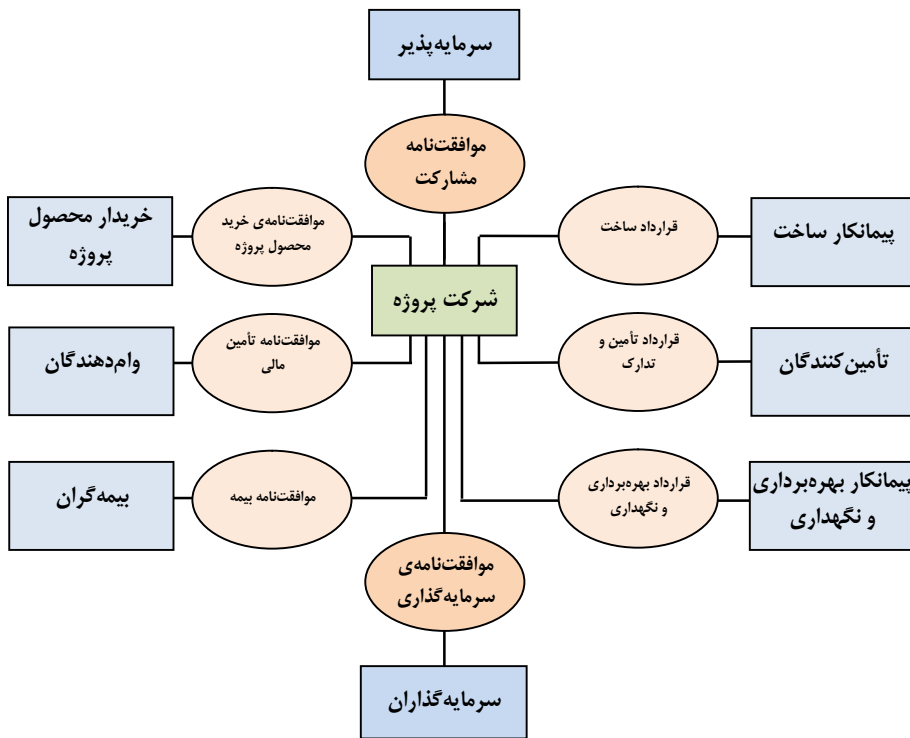 سرمایه‌پذیر
موافقت‌نامه
مشارکت
پیمانکار ساخت
قرارداد ساخت
موافقت‌نامه‌ی خرید
محصول پروژه
خریدار محصول
پروژه
شرکت پروژه
تأمین‌کنندگان
قرارداد تأمین و
تدارک
موافقت‌نامه تأمین
مالی
وام‌دهندگان
پیمانکار بهره‌برداری
و نگهداری
قرارداد بهره‌برداری
و نگهداری
موافقت‌نامه بیمه
بیمه‌گران
موافقت‌نامه‌ی
سرمایه‌گذاری
سرمایه‌گذاران